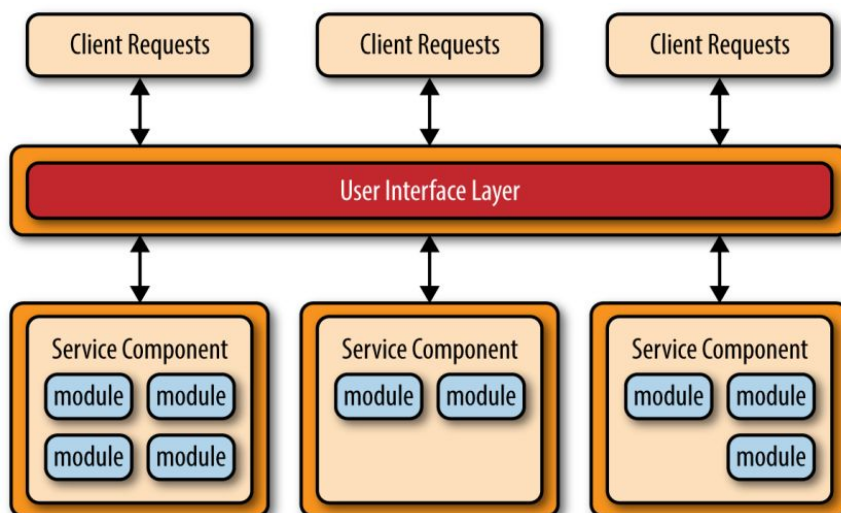 Client Requests
Client Requests
Client Requests
User Interface Layer
Service Component
module
module
module
module
Service Component
module
module
Service Component
module
module
module